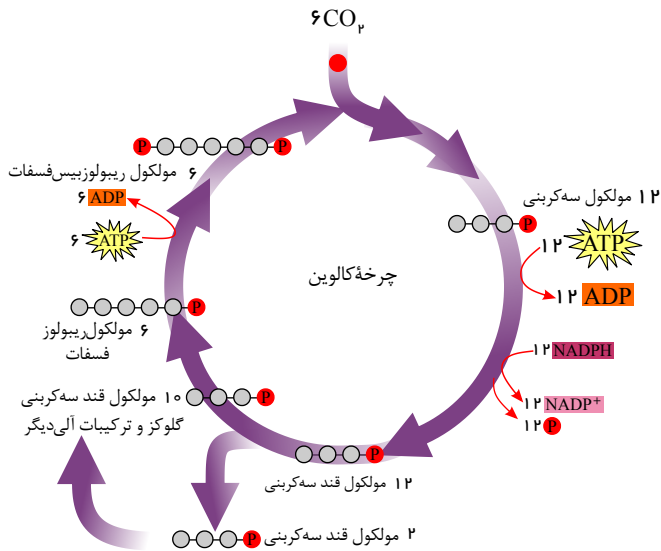 ۶CO۲
P
P
۶ مولکول ریبولوزبیس‌فسفات
۶ ADP
۶ ATP
۱۲ مولکول سه‌کربنی
P
۱۲ ATP
۱۲ ADP
چرخهٔ کالوین
P
۶ مولکول‌ریبولوز
فسفات
۱۲ NADPH
۱۲ NADP+
۱۲ P
۱۰ مولکول قند سه‌کربنی
P
گلوکز و ترکیبات آلی‌دیگر
P
۱۲ مولکول قند سه‌کربنی
۲ مولکول قند سه‌کربنی
P